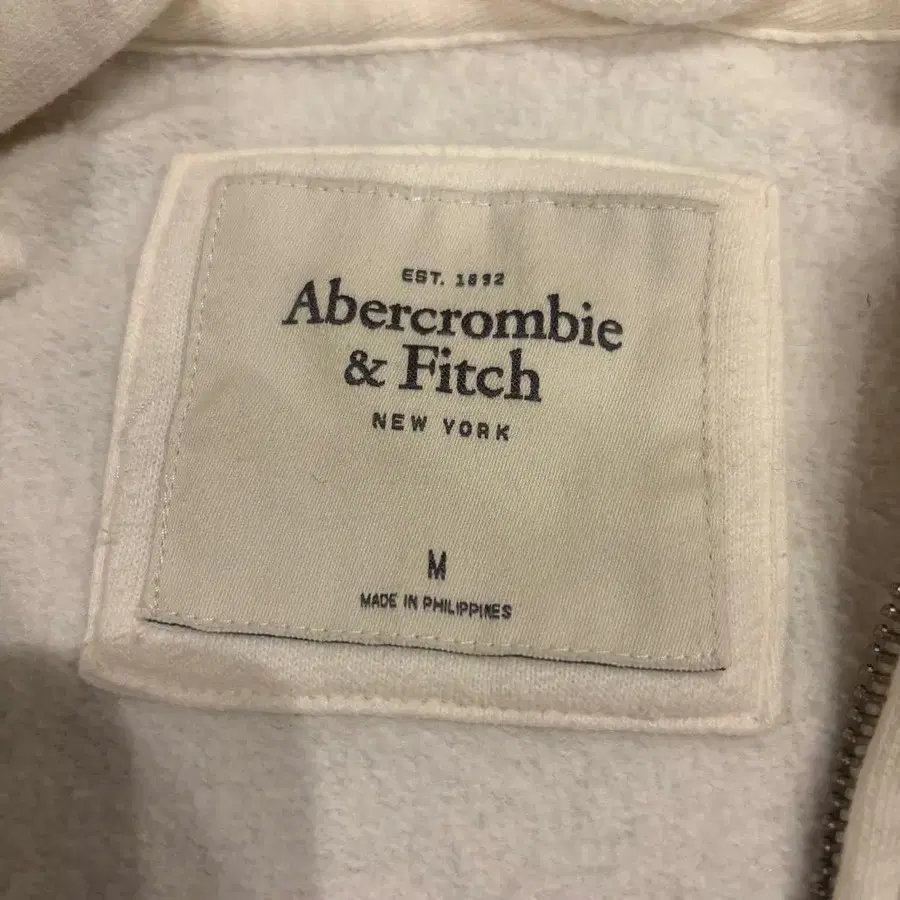 EST. 1892
Abercrombie
& Fitch
NEW YORK
M
MADE IN PHILIPPINES